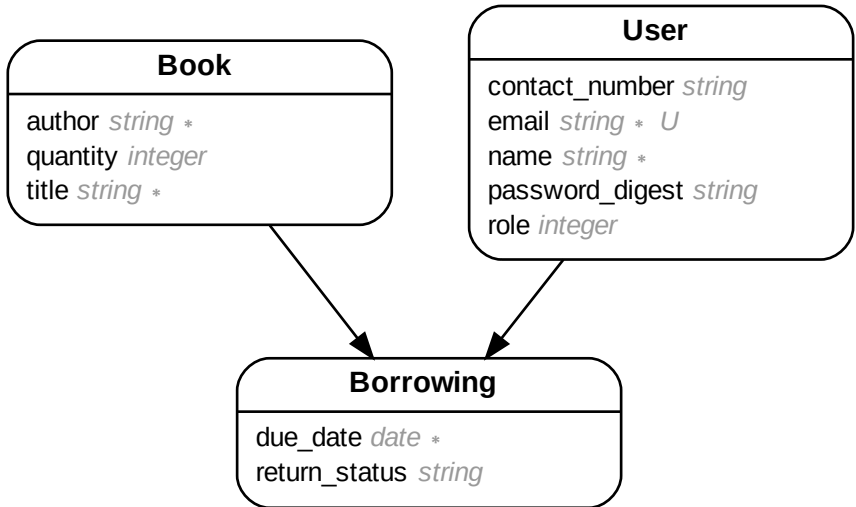 Book
author string *
quantity integer
title string *
User
contact_number string
email string * U
name string *
password_digest string
role integer
Borrowing
due_date date *
return_status string